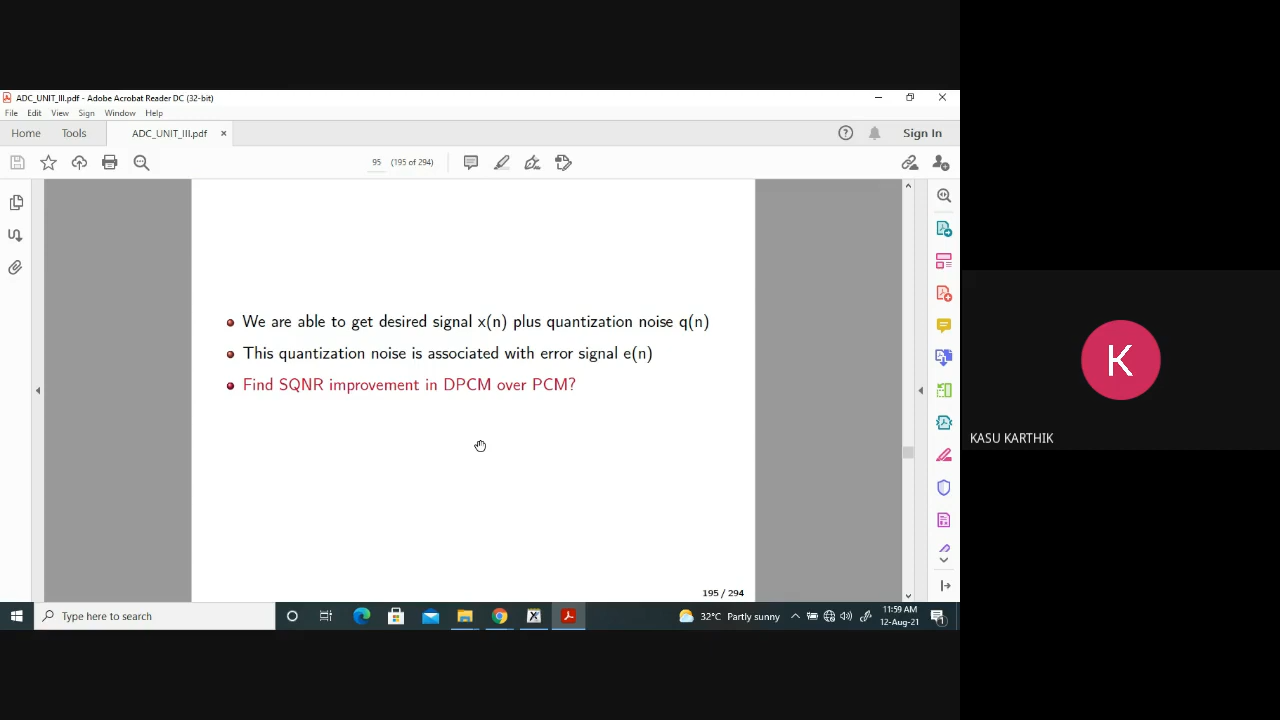 ADC_UNIT_III.pdf - Adobe Acrobat Reader DC (32-bit)
File Edit View Sign Window Help
Home Tools ADC_UNIT_III.pdf × Sign In
95 (195 of 294)
We are able to get desired signal x(n) plus quantization noise q(n)
This quantization noise is associated with error signal e(n)
Find SQNR improvement in DPCM over PCM?
195 / 294
K
KASU KARTHIK
Type here to search
32°C Partly sunny
11:59 AM
12-Aug-21
1